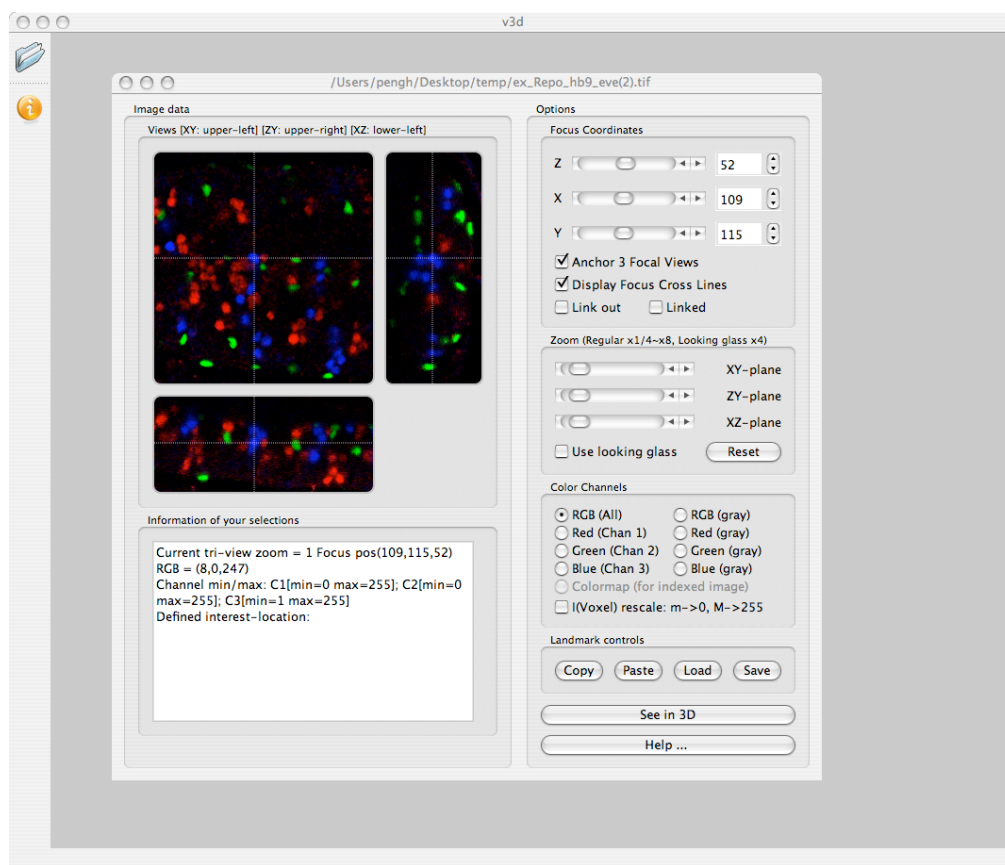 v3d
/Users/pengh/Desktop/temp/ex_Repo_hb9_eve(2).tif
Image data
Views [XY: upper-left] [ZY: upper-right] [XZ: lower-left]
Information of your selections
Current tri-view zoom = 1 Focus pos(109,115,52)
RGB = (8,0,247)
Channel min/max: C1[min=0 max=255]; C2[min=0
max=255]; C3[min=1 max=255]
Defined interest-location:
Options
Focus Coordinates
Z 52
X 109
Y 115
Anchor 3 Focal Views
Display Focus Cross Lines
Link out Linked
Zoom (Regular x1/4~x8, Looking glass x4)
XY-plane
ZY-plane
XZ-plane
Use looking glass Reset
Color Channels
RGB (All) RGB (gray)
Red (Chan 1) Red (gray)
Green (Chan 2) Green (gray)
Blue (Chan 3) Blue (gray)
Colormap (for indexed image)
I(Voxel) rescale: m->0, M->255
Landmark controls
Copy Paste Load Save
See in 3D
Help ...